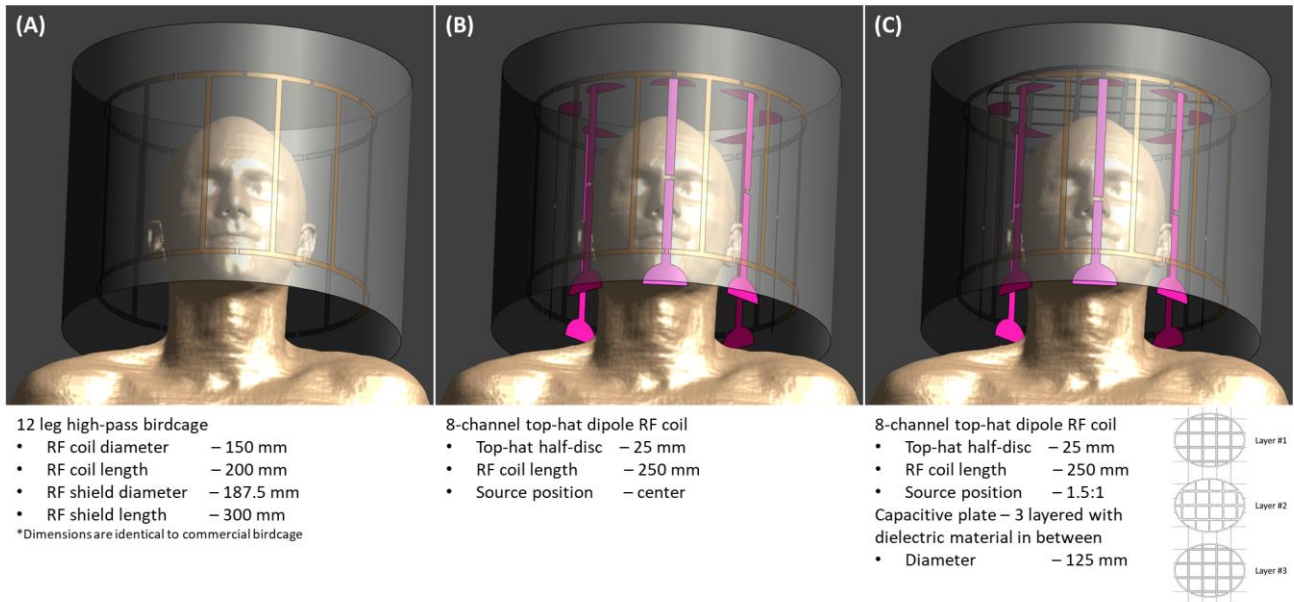 (A)
(B)
(C)
12 leg high-pass birdcage
• RF coil diameter – 150 mm
• RF coil length – 200 mm
• RF shield diameter – 187.5 mm
• RF shield length – 300 mm
*Dimensions are identical to commercial birdcage
8-channel top-hat dipole RF coil
• Top-hat half-disc – 25 mm
• RF coil length – 250 mm
• Source position – center
8-channel top-hat dipole RF coil
• Top-hat half-disc – 25 mm
• RF coil length – 250 mm
• Source position – 1.5:1
Capacitive plate – 3 layered with
dielectric material in between
• Diameter – 125 mm
Layer #1
Layer #2
Layer #3